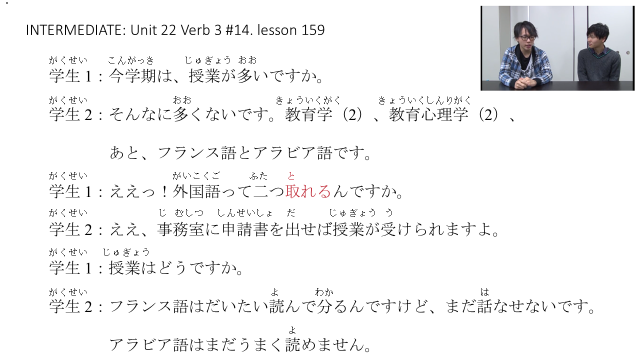 INTERMEDIATE: Unit 22 Verb 3 #14. lesson 159
がくせい こんがっき じゅぎょう おお
学生 1：今学期は、授業が多いですか。
がくせい おお きょういくがく きょういくしんりがく
学生 2：そんなに多くないです。教育学（2）、教育心理学（2）、
あと、フランス語とアラビア語です。
がくせい がいこくご ふた と
学生 1：ええっ！外国語って二つ取れるんですか。
がくせい じ むしつ しんせいしょ だ じゅぎょう う
学生 2：ええ、事務室に申請書を出せば授業が受けられますよ。
がくせい じゅぎょう
学生 1：授業はどうですか。
がくせい よ わか は
学生 2：フランス語はだいたい読んで分るんですけど、まだ話なせないです。
よ
アラビア語はまだうまく読めません。